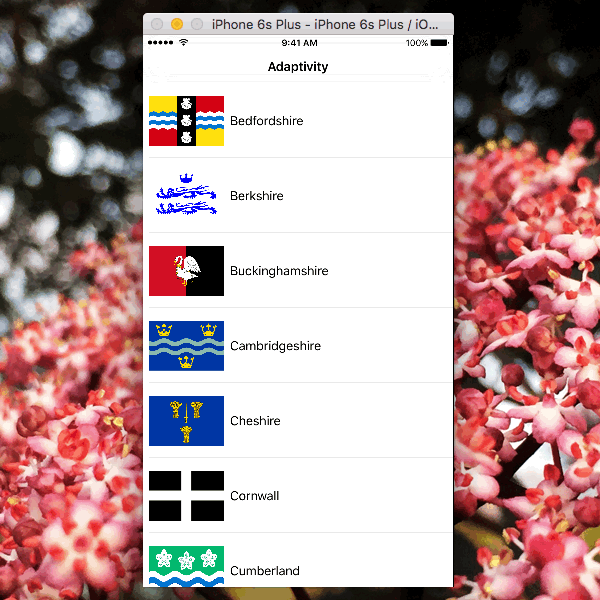 iPhone 6s Plus - iPhone 6s Plus / iO...
9:41 AM
100%
Adaptivity
Bedfordshire
Berkshire
Buckinghamshire
Cambridgeshire
Cheshire
Cornwall
Cumberland